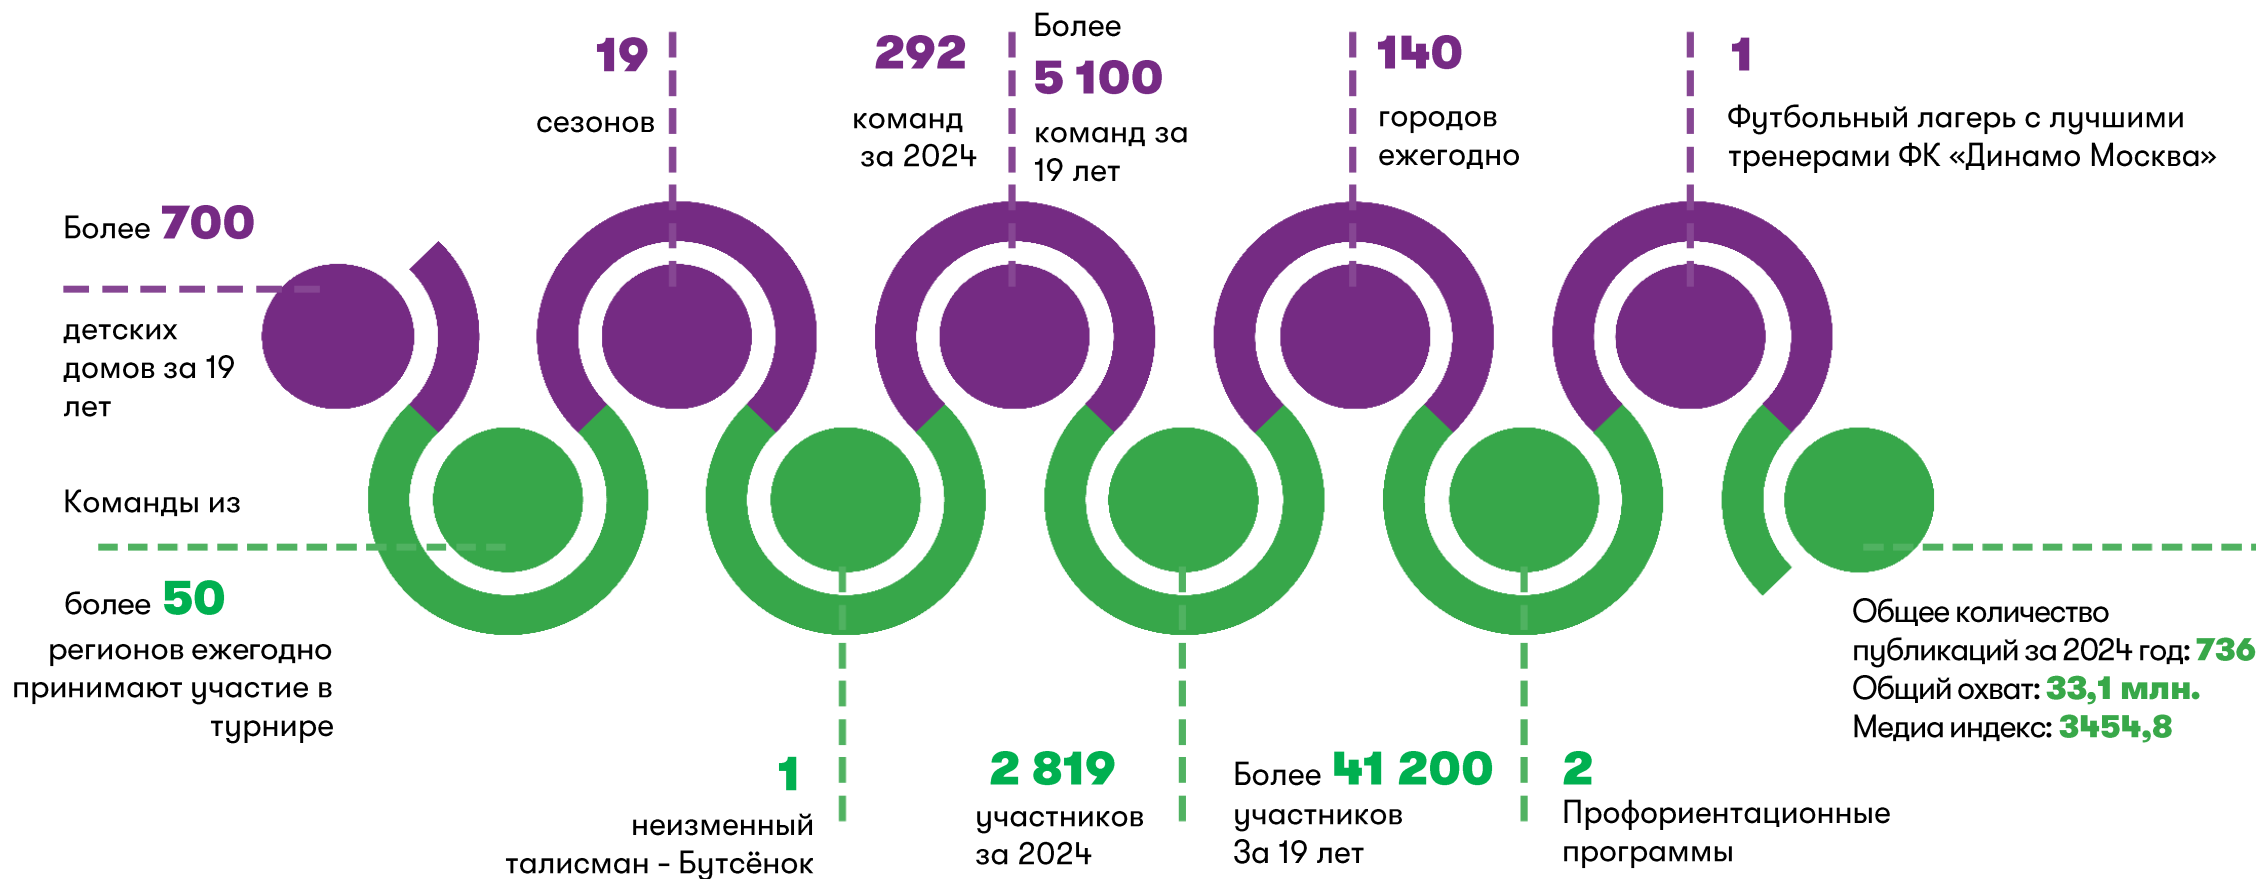 Более 700
детских
домов за 19
лет
Команды из
более 50
регионов ежегодно
принимают участие в
турнире
19
сезонов
292
команд
за 2024
Более
5 100
команд за
19 лет
140
городов
ежегодно
1
Футбольный лагерь с лучшими
тренерами ФК «Динамо Москва»
1
неизменный
талисман - Бутсёнок
2 819
участников
за 2024
Более 41 200
участников
За 19 лет
2
Профориентационные
программы
Общее количество
публикаций за 2024 год: 736
Общий охват: 33,1 млн.
Медиа индекс: 3454,8